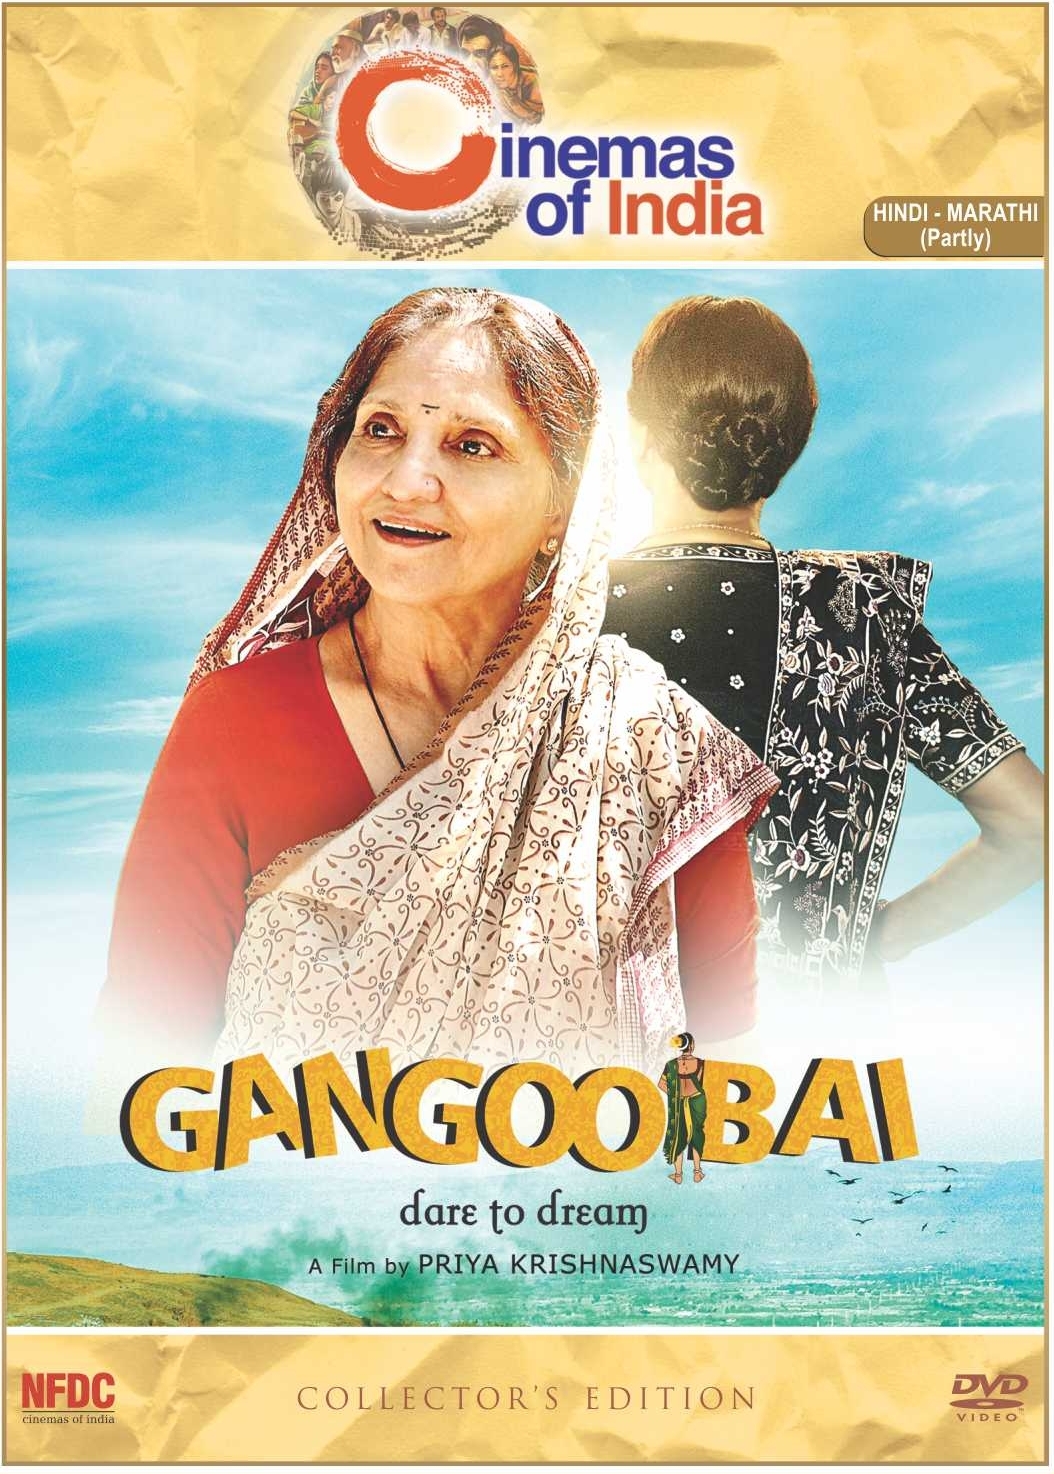 Cinemas
of India
HINDI - MARATHI
(Partly)
GANGOOBAI
dare to dream
A Film by PRIYA KRISHNASWAMY
NFDC
cinemas of india
COLLECTOR'S EDITION
DVD
VIDEO